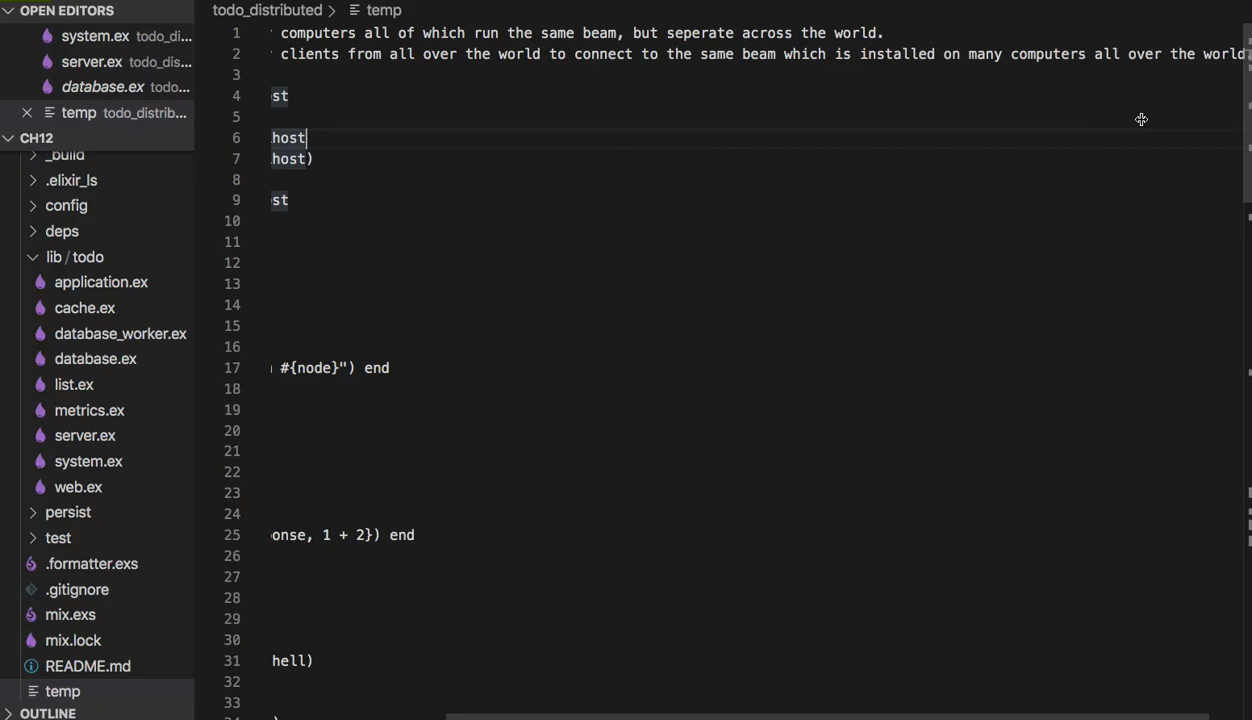 OPEN EDITORS
system.ex todo_di...
server.ex todo_dis...
database.ex todo...
temp todo_distrib...
CH12
_build
.elixir_ls
config
deps
lib / todo
application.ex
cache.ex
database_worker.ex
database.ex
list.ex
metrics.ex
server.ex
system.ex
web.ex
persist
test
.formatter.exs
.gitignore
mix.exs
mix.lock
README.md
temp
OUTLINE
todo_distributed > temp
1 computers all of which run the same beam, but seperate across the world.
2 clients from all over the world to connect to the same beam which is installed on many computers all over the world
3
4 st
5
6 host
7 host)
8
9 st
10
11
12
13
14
15
16
17 #{node}") end
18
19
20
21
22
23
24
25 onse, 1 + 2}) end
26
27
28
29
30
31 hell)
32
33